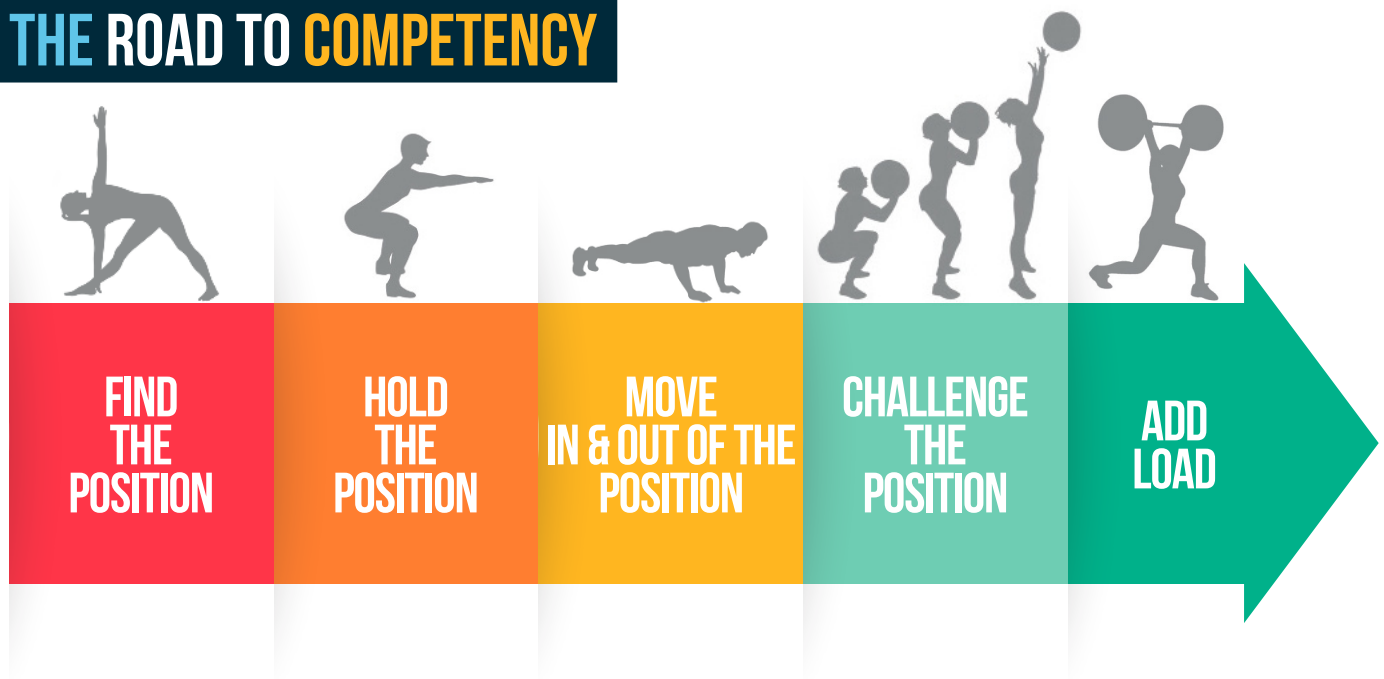 THE ROAD TO COMPETENCY
FIND
THE
POSITION
HOLD
THE
POSITION
MOVE
IN & OUT OF THE
POSITION
CHALLENGE
THE
POSITION
ADD
LOAD